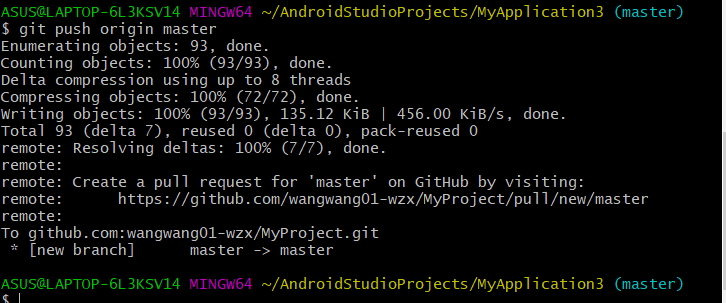 ASUS@LAPTOP-6L3KSV14 MINGW64 ~/AndroidStudioProjects/MyApplication3 (master)
$ git push origin master
Enumerating objects: 93, done.
Counting objects: 100% (93/93), done.
Delta compression using up to 8 threads
Compressing objects: 100% (72/72), done.
Writing objects: 100% (93/93), 135.12 KiB | 456.00 KiB/s, done.
Total 93 (delta 7), reused 0 (delta 0), pack-reused 0
remote: Resolving deltas: 100% (7/7), done.
remote:
remote: Create a pull request for 'master' on GitHub by visiting:
remote:      https://github.com/wangwang01-wzx/MyProject/pull/new/master
remote:
To github.com:wangwang01-wzx/MyProject.git
 * [new branch]      master -> master
ASUS@LAPTOP-6L3KSV14 MINGW64 ~/AndroidStudioProjects/MyApplication3 (master)
$